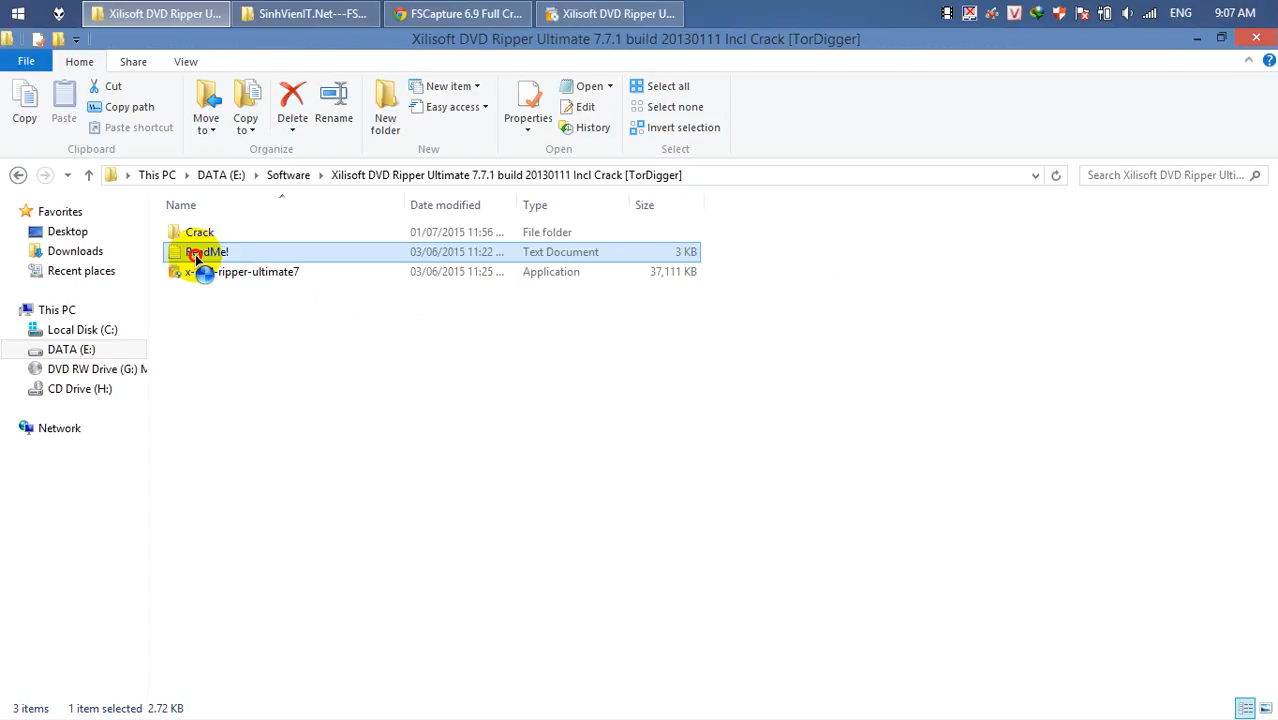 Xilisoft DVD Ripper U...
SinhVienIT.Net---FS...
FSCapture 6.9 Full Cr...
Xilisoft DVD Ripper U...
ENG
9:07 AM
Xilisoft DVD Ripper Ultimate 7.7.1 build 20130111 Incl Crack [TorDigger]
File
Home
Share
View
Copy
Paste
Cut
Copy path
Paste shortcut
Clipboard
Move to
Copy to
Delete
Rename
Organize
New folder
New item
Easy access
New
Properties
Open
Edit
History
Open
Select all
Select none
Invert selection
Select
This PC
DATA (E:)
Software
Xilisoft DVD Ripper Ultimate 7.7.1 build 20130111 Incl Crack [TorDigger]
Search Xilisoft DVD Ripper Ulti...
Name
Date modified
Type
Size
Crack
01/07/2015 11:56 ...
File folder
03/06/2015 11:22 ...
Text Document
3 KB
-ripper-ultimate7
03/06/2015 11:25 ...
Application
37,111 KB
Favorites
Desktop
Downloads
Recent places
This PC
Local Disk (C:)
DATA (E:)
DVD RW Drive (G:) M
CD Drive (H:)
Network
3 items
1 item selected 2.72 KB